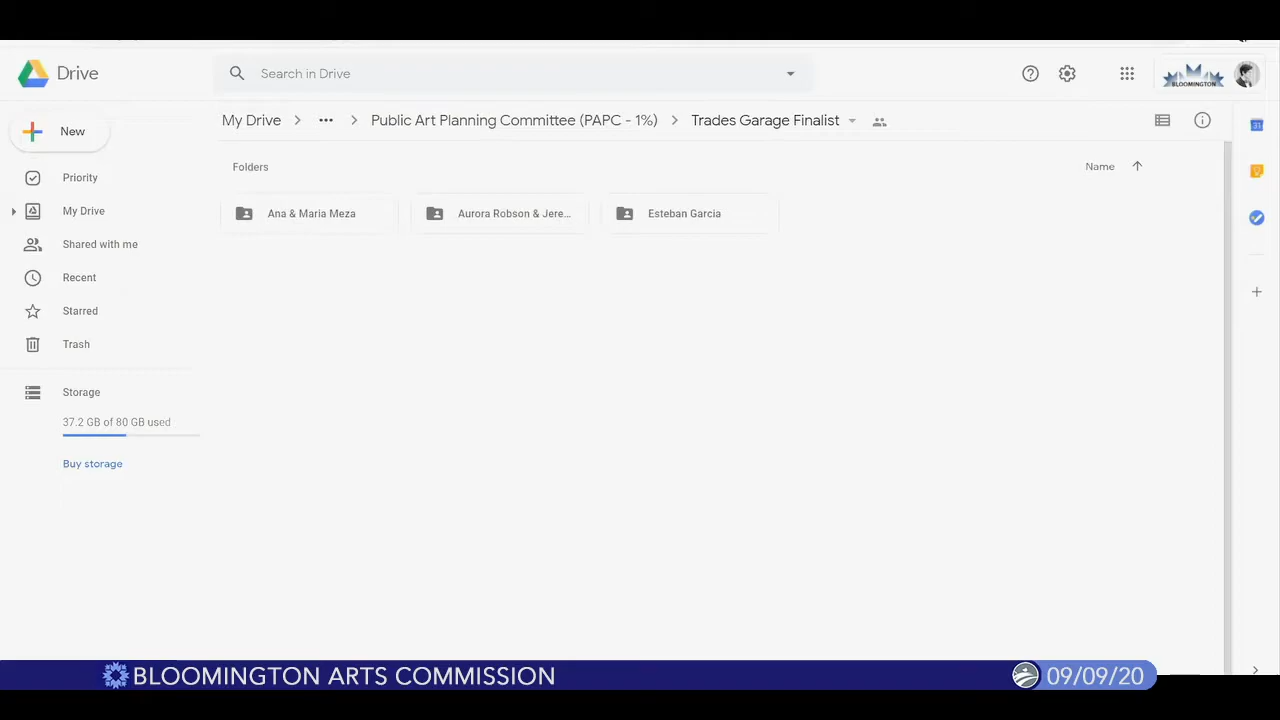 Drive
Search in Drive
BLOOMINGTON
New
My Drive
Public Art Planning Committee (PAPC - 1%)
Trades Garage Finalist
Folders
Name
Priority
My Drive
Shared with me
Recent
Starred
Trash
Storage
37.2 GB of 80 GB used
Buy storage
Ana & Maria Meza
Aurora Robson & Jere...
Esteban Garcia
31
BLOOMINGTON ARTS COMMISSION
09/09/20